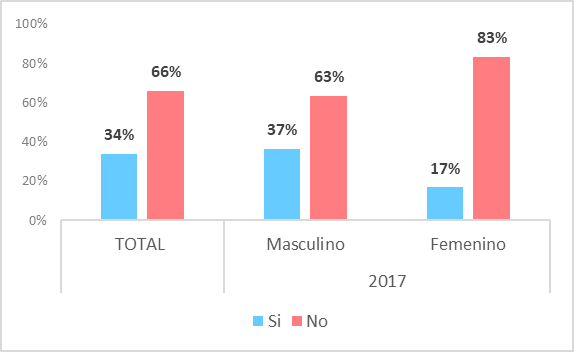 100%
80%
60%
40%
20%
0%
34%
66%
37%
63%
17%
83%
TOTAL
Masculino
Femenino
2017
Si
No